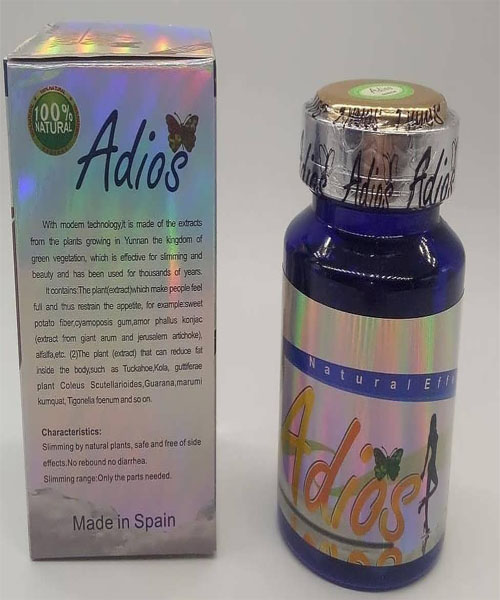 100%
NATURAL
Adios
With modern technology,it is made of the extracts
from the plants growing in Yunnan the kingdom of
green vegetation, which is effective for slimming and
beauty and has been used for thousands of years.
It contains:The plant(extract)which make people feel
full and thus restrain the appetite, for example:sweet
potato fiber,cyamoposis gum,amor phallus konjac
(extract from giant arum and jerusalem artichoke),
alfalfa,etc. (2)The plant (extract) that can reduce fat
inside the body,such as Tuckahoe,Kola, guttiferae
plant Coleus Scutellarioides,Guarana,marumi
kumquat, Tigonelia foenum and so on.
Characteristics:
Slimming by natural plants, safe and free of side
effects.No rebound no diarrhea.
Slimming range:Only the parts needed.
Made in Spain
Adios
Adios
Natural Eff
Adios